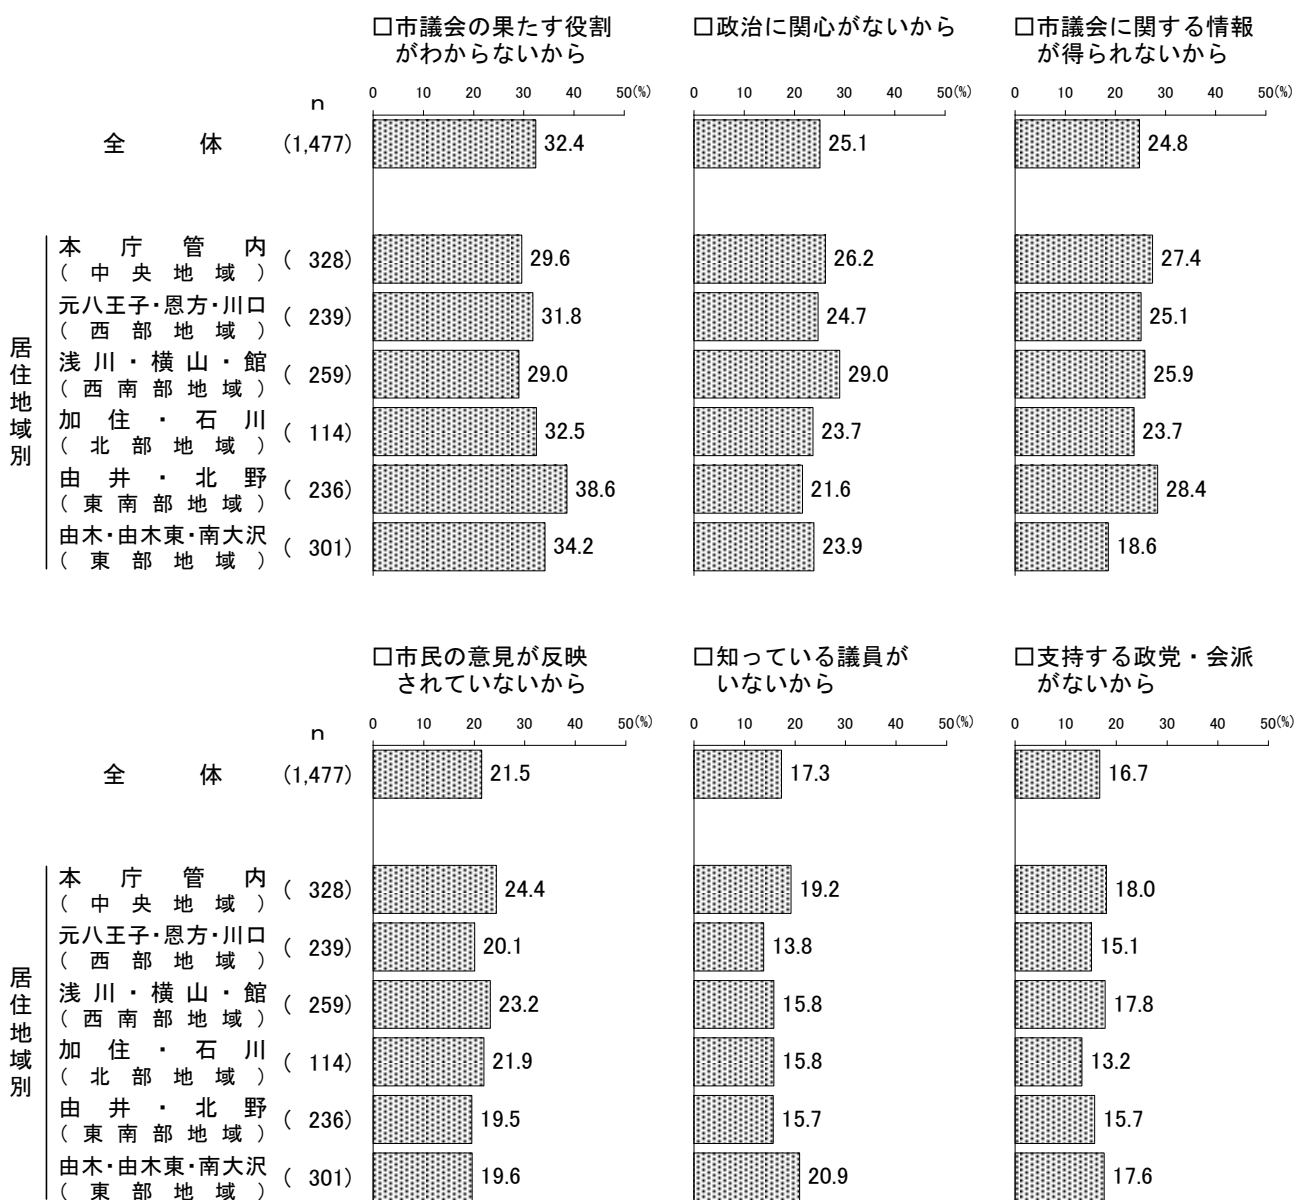 □市議会の果たす役割
がわからないから
□政治に関心がないから
□市議会に関する情報
が得られないから
n
0 10 20 30 40 50(%)
0 10 20 30 40 50(%)
0 10 20 30 40 50(%)
全体 (1,477) 32.4 25.1 24.8
居住地域別
本庁管内
(中央地域) (328) 29.6 26.2 27.4
元八王子・恩方・川口
(西部地域) (239) 31.8 24.7 25.1
浅川・横山・館
(西南部地域) (259) 29.0 29.0 25.9
加住・石川
(北部地域) (114) 32.5 23.7 23.7
由井・北野
(東南部地域) (236) 38.6 21.6 28.4
由木・由木東・南大沢
(東部地域) (301) 34.2 23.9 18.6
□市民の意見が反映
されていないから
□知っている議員が
いないから
□支持する政党・会派
がないから
n
0 10 20 30 40 50(%)
0 10 20 30 40 50(%)
0 10 20 30 40 50(%)
全体 (1,477) 21.5 17.3 16.7
居住地域別
本庁管内
(中央地域) (328) 24.4 19.2 18.0
元八王子・恩方・川口
(西部地域) (239) 20.1 13.8 15.1
浅川・横山・館
(西南部地域) (259) 23.2 15.8 17.8
加住・石川
(北部地域) (114) 21.9 15.8 13.2
由井・北野
(東南部地域) (236) 19.5 15.7 15.7
由木・由木東・南大沢
(東部地域) (301) 19.6 20.9 17.6